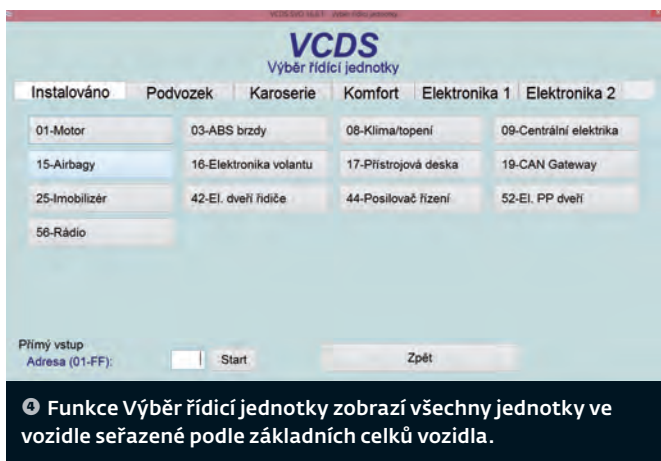 VCDS
Výběr řídící jednotky
Instalováno Podvozek Karoserie Komfort Elektronika 1 Elektronika 2
01-Motor 03-ABS brzdy 08-Klima/topení 09-Centrální elektrika
15-Airbagy 16-Elektronika volantu 17-Přístrojová deska 19-CAN Gateway
25-Imobilizér 42-El. dveří řidiče 44-Posilovač řízení 52-El. PP dveří
56-Rádio
Přímý vstup
Adresa (01-FF): Start Zpět
4 Funkce Výběr řídicí jednotky zobrazí všechny jednotky ve
vozidle seřazené podle základních celků vozidla.